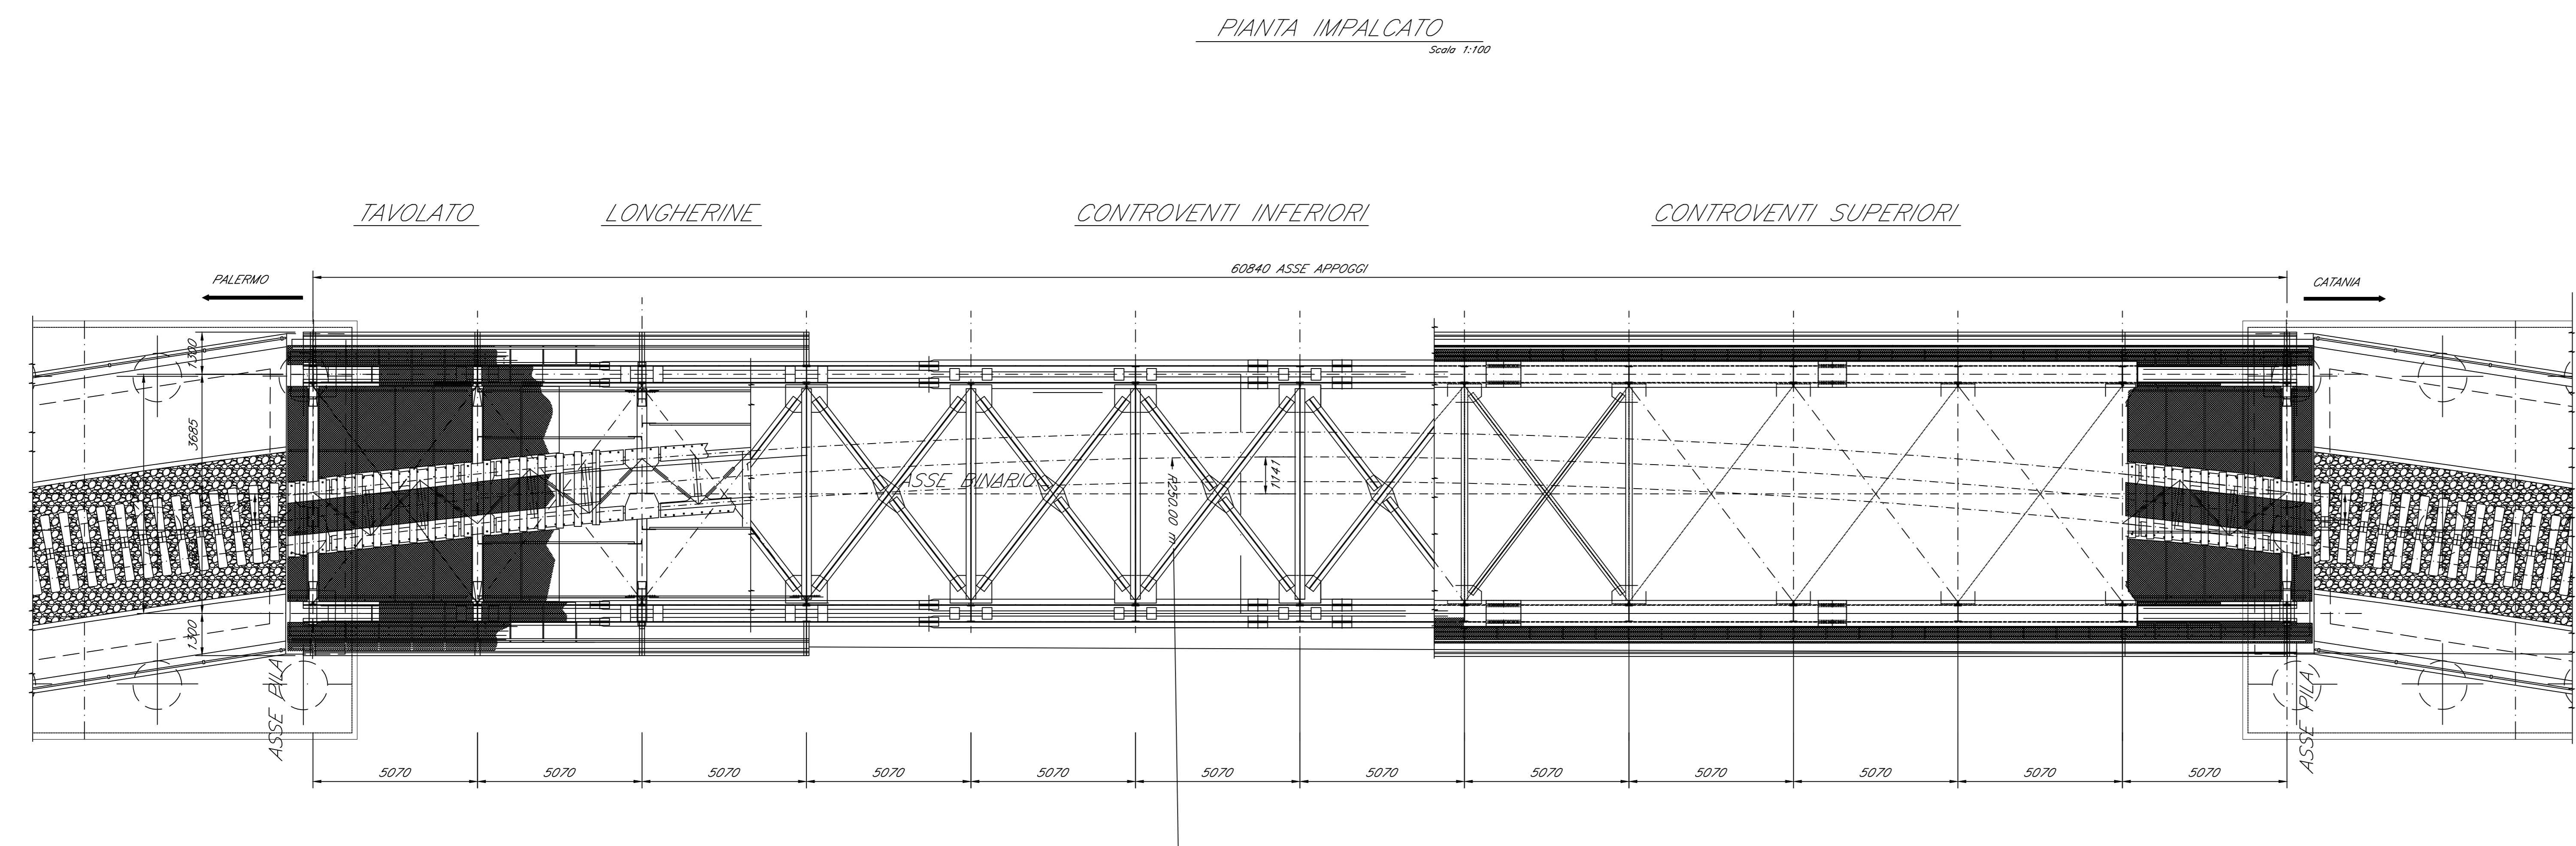 PIANTA IMPALCATO
Scala 1:100
TAVOLATO
LONGHERINE
CONTROVENTI INFERIORI
CONTROVENTI SUPERIORI
60840 ASSE APPOGGI
PALERMO
CATANIA
1300
3685
1300
ASSE BINARIO
R250.00 m
1141
ASSE PILA
ASSE PILA
5070
5070
5070
5070
5070
5070
5070
5070
5070
5070
5070
5070